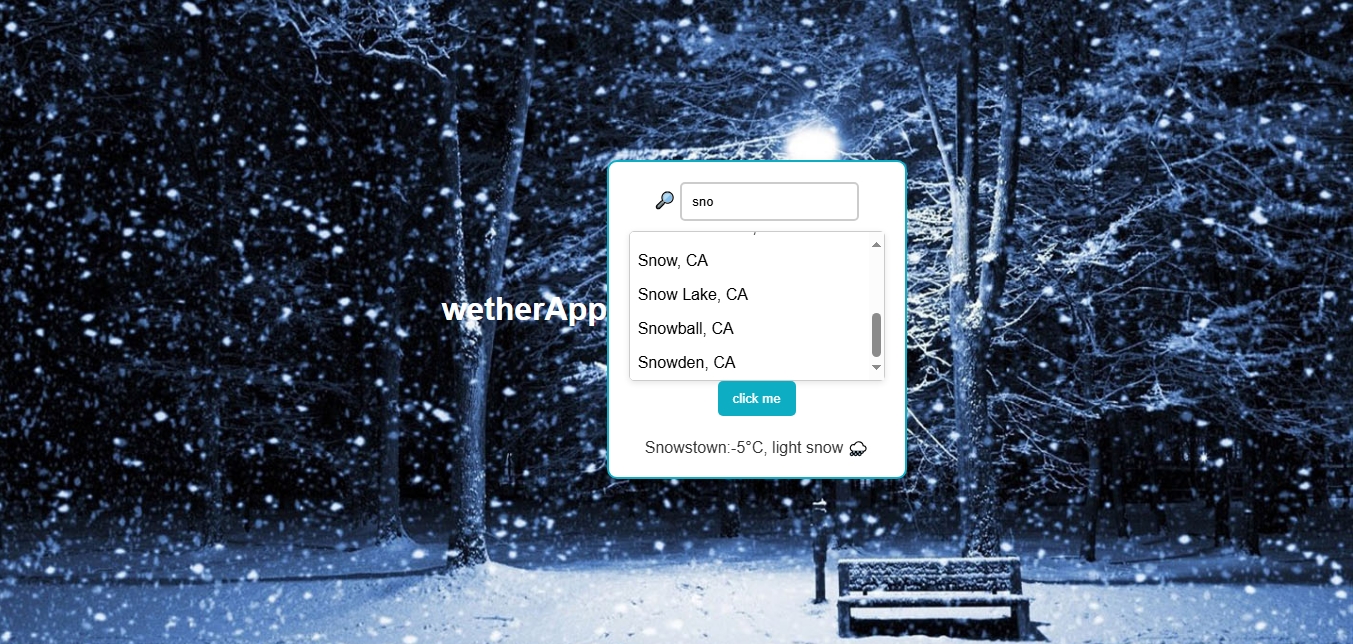 sno
Snow, CA
Snow Lake, CA
wetherApp
Snowball, CA
Snowden, CA
click me
Snowstown:-5°C, light snow